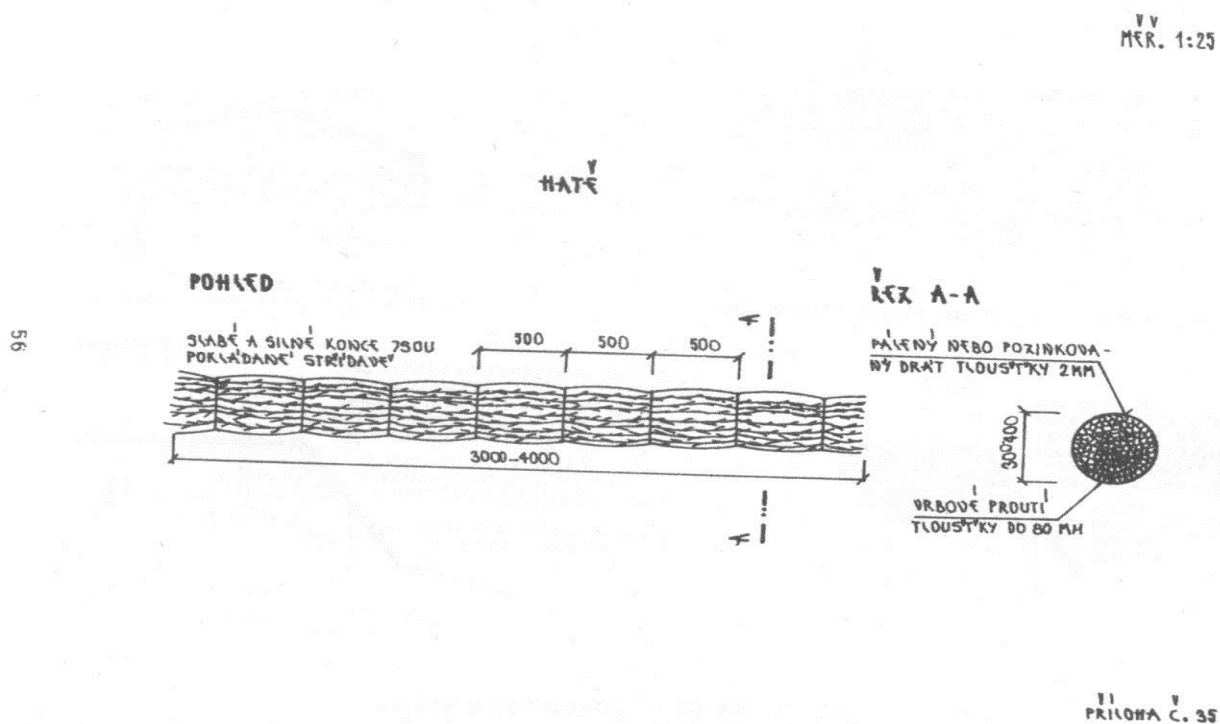 MĚŘ. 1:25
HATĚ
POHLED
SLABÉ A SILNÉ KONCE JSOU
POKLÁDANÉ STŘÍDAVĚ
500 500 500
A
3000-4000
A
ŘEZ A-A
PÁLENÝ NEBO POZINKOVA-
NÝ DRÁT TLOUŠŤKY 2MM
300÷400
VRBOVÉ PROUTÍ
TLOUŠŤKY DO 80 MM
56
PŘÍLOHA Č. 35